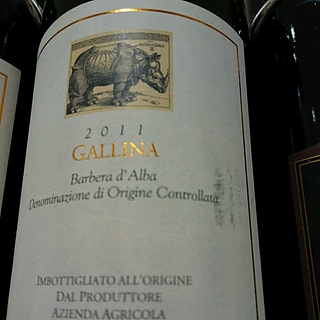 2011
GALLINA
Barbera d'Alba
Denominazione di Origine Controllata
IMBOTTIGLIATO ALL'ORIGINE
DAL PRODUTTORE
AZIENDA AGRICOLA